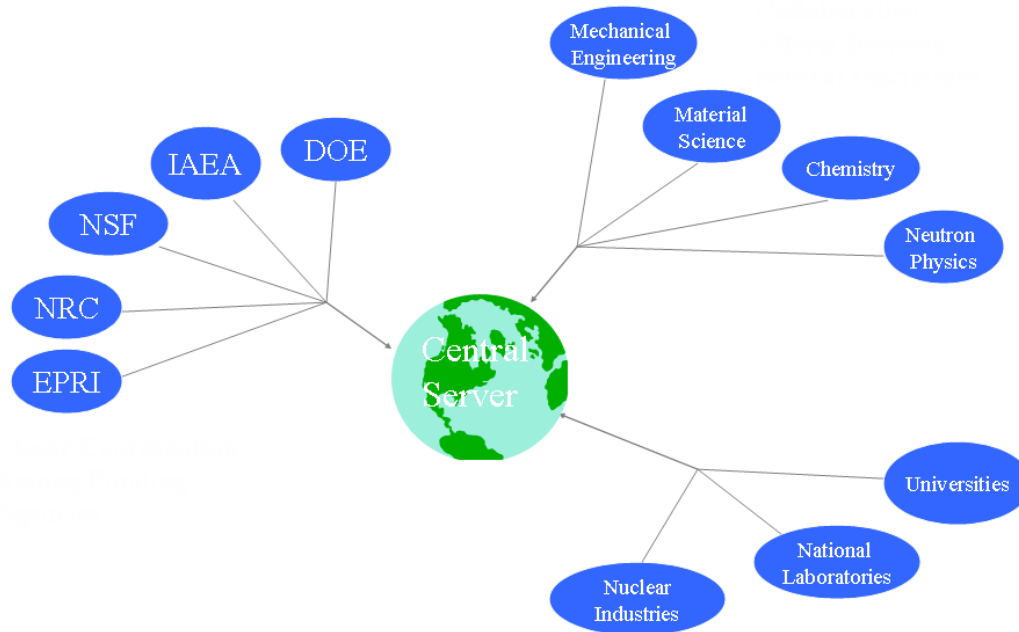 Mechanical
Engineering
Material
Science
Chemistry
Neutron
Physics
DOE
IAEA
NSF
NRC
EPRI
Central
Server
Universities
National
Laboratories
Nuclear
Industries